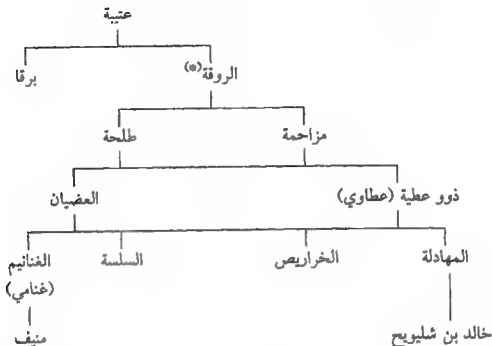 عتيبة
الروقة(*) برقا
مزاحمة طلحة
ذوو عطية (عطاوي) العضيان
المهادلة الخراريص السلسة الغنانيم
(غنامي)
خالد بن شليويح منيف